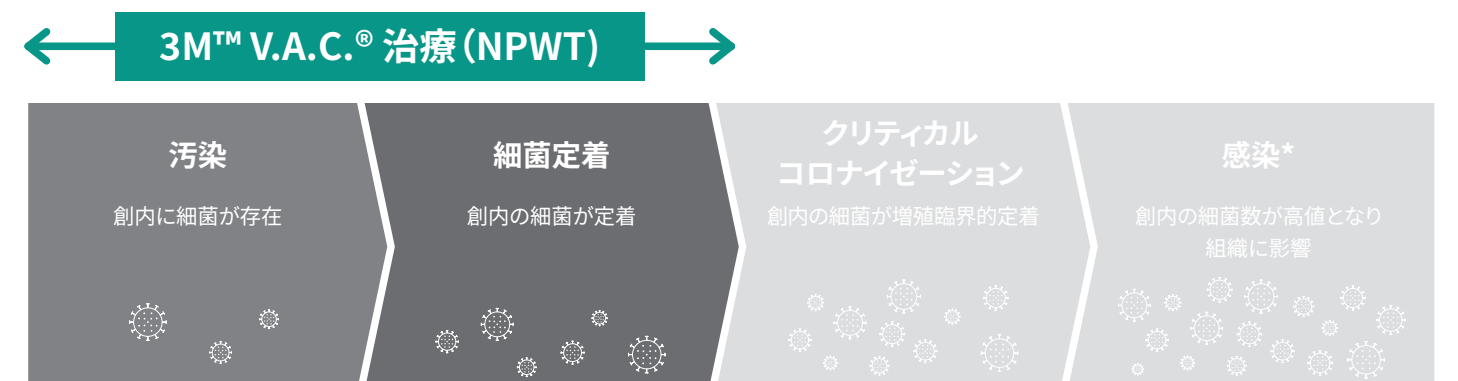 3M™ V.A.C.® 治療（NPWT）
汚染
創内に細菌が存在
細菌定着
創内の細菌が定着
クリティカル
コロナイゼーション
創内の細菌が増殖臨界的定着
感染*
創内の細菌数が高値となり
組織に影響